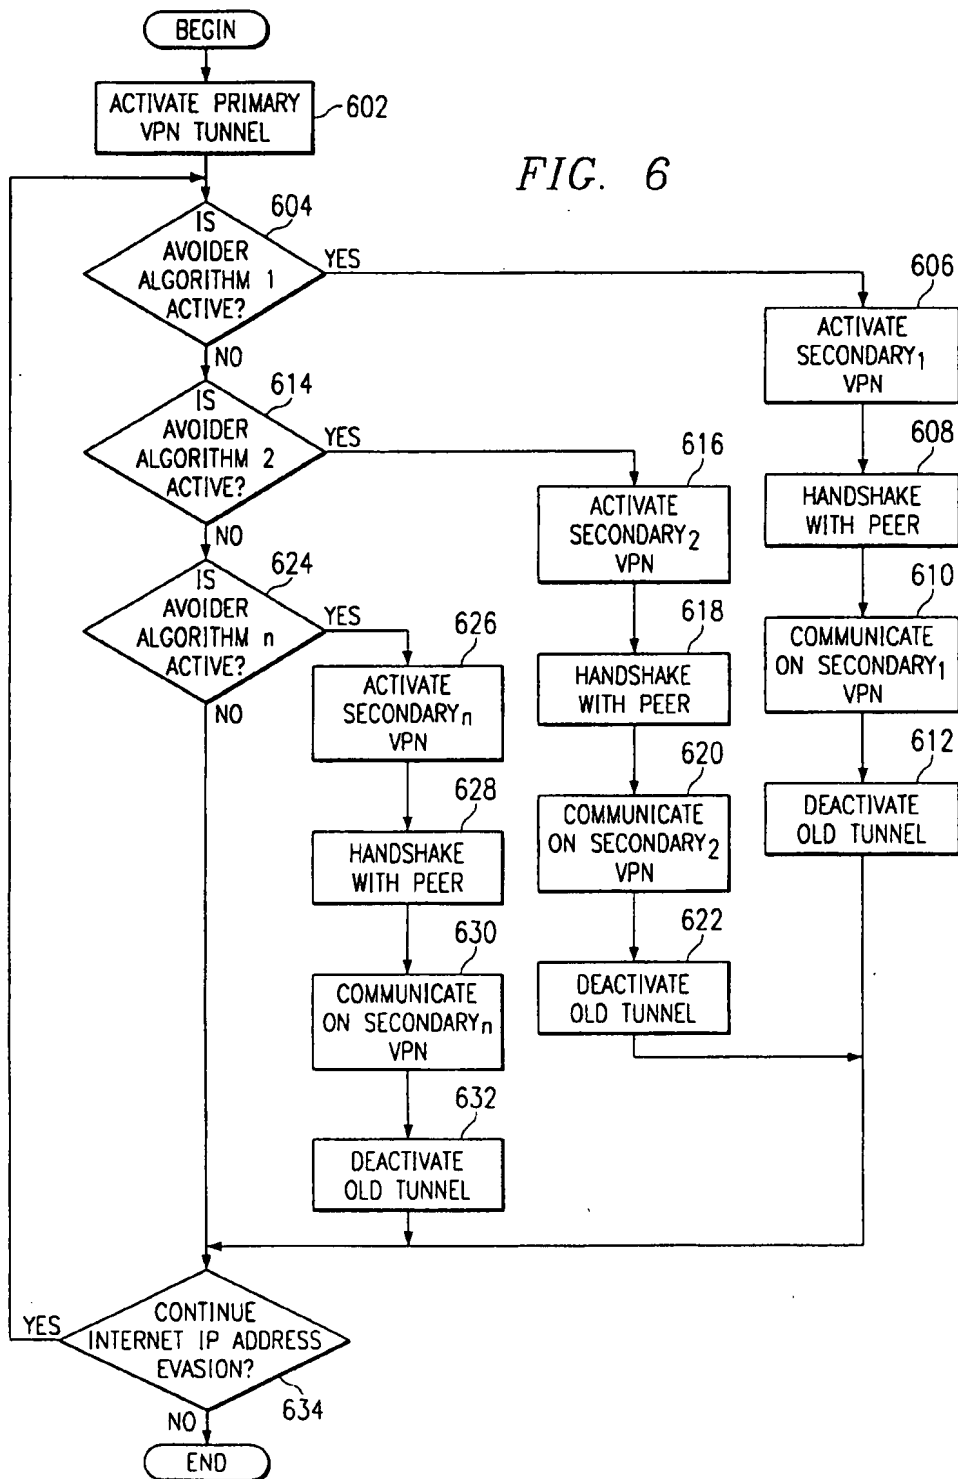 BEGIN
ACTIVATE PRIMARY
VPN TUNNEL
602
FIG. 6
IS
AVOIDER
ALGORITHM 1
ACTIVE?
604
YES
NO
606
ACTIVATE
SECONDARY1
VPN
608
HANDSHAKE
WITH PEER
610
COMMUNICATE
ON SECONDARY1
VPN
612
DEACTIVATE
OLD TUNNEL
IS
AVOIDER
ALGORITHM 2
ACTIVE?
614
YES
NO
616
ACTIVATE
SECONDARY2
VPN
618
HANDSHAKE
WITH PEER
620
COMMUNICATE
ON SECONDARY2
VPN
622
DEACTIVATE
OLD TUNNEL
IS
AVOIDER
ALGORITHM n
ACTIVE?
624
YES
NO
626
ACTIVATE
SECONDARYn
VPN
628
HANDSHAKE
WITH PEER
630
COMMUNICATE
ON SECONDARYn
VPN
632
DEACTIVATE
OLD TUNNEL
CONTINUE
INTERNET IP ADDRESS
EVASION?
634
YES
NO
END